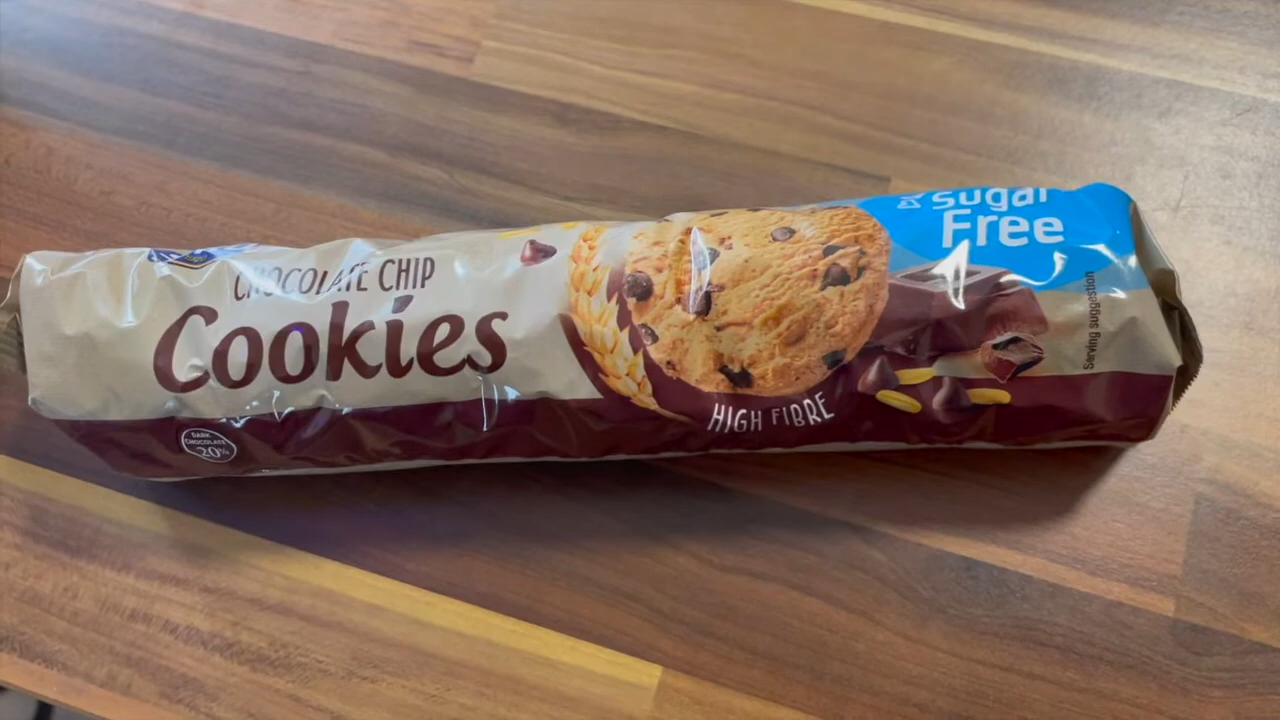 CHOCOLATE CHIP
Cookies
DARK
CHOCOLATE
20%
HIGH FIBRE
sugar
Free
Serving suggestion